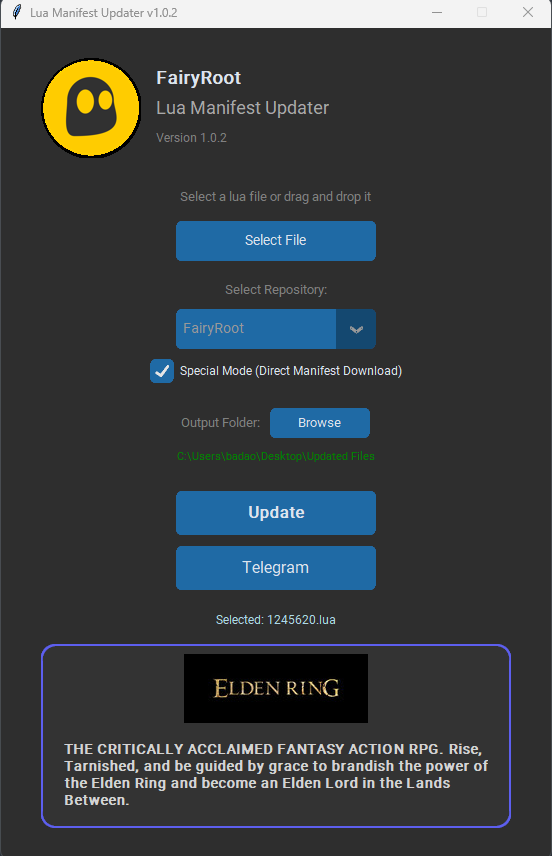 Lua Manifest Updater v1.0.2
FairyRoot
Lua Manifest Updater
Version 1.0.2
Select a lua file or drag and drop it
Select File
Select Repository:
FairyRoot
Special Mode (Direct Manifest Download)
Output Folder:
Browse
C:\Users\badao\Desktop\Updated Files
Update
Telegram
Selected: 1245620.lua
ELDEN RING
THE CRITICALLY ACCLAIMED FANTASY ACTION RPG. Rise,
Tarnished, and be guided by grace to brandish the power of
the Elden Ring and become an Elden Lord in the Lands
Between.